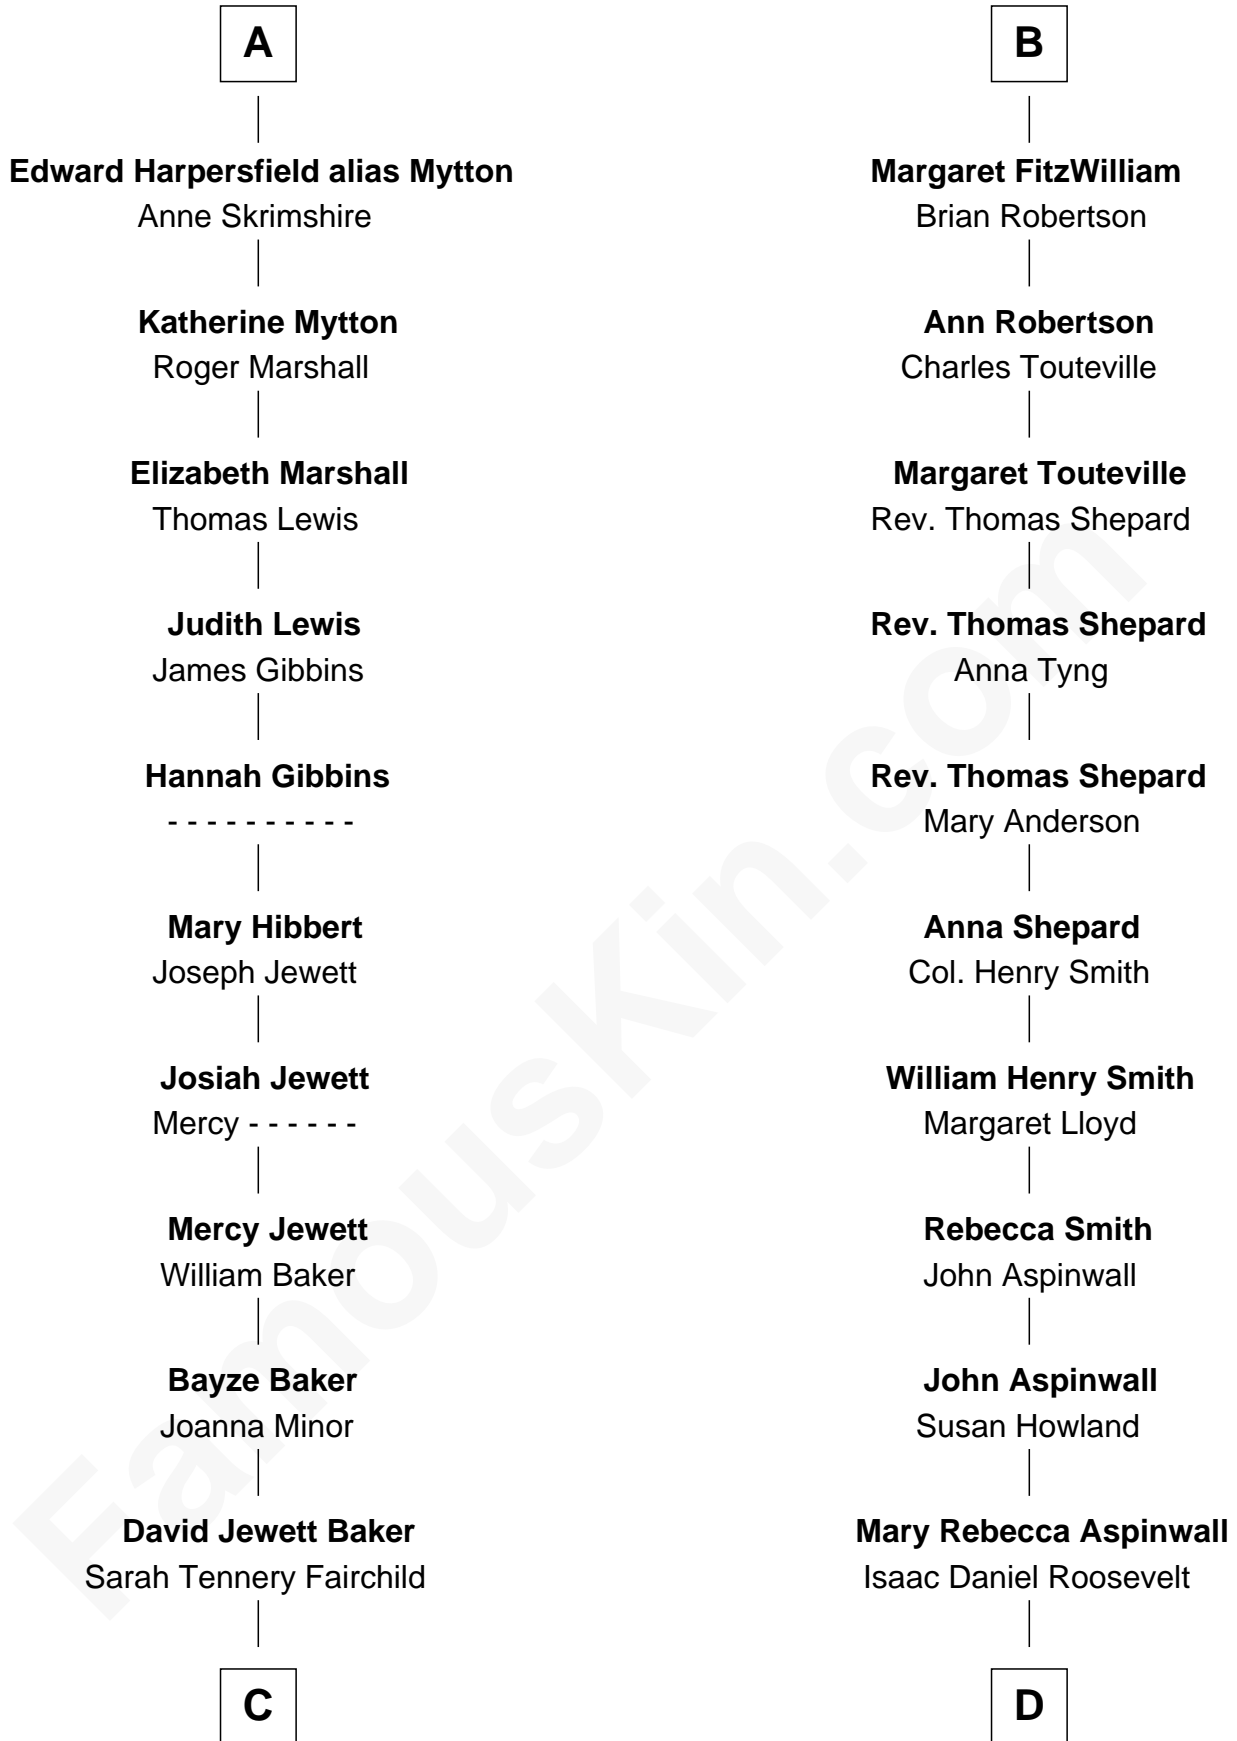 A
Edward Harpersfield alias Mytton
Anne Skrimshire
Katherine Mytton
Roger Marshall
Elizabeth Marshall
Thomas Lewis
Judith Lewis
James Gibbins
Hannah Gibbins
- - - - - - - - - -
Mary Hibbert
Joseph Jewett
Josiah Jewett
Mercy - - - - - -
Mercy Jewett
William Baker
Bayze Baker
Joanna Minor
David Jewett Baker
Sarah Tennery Fairchild
C
B
Margaret FitzWilliam
Brian Robertson
Ann Robertson
Charles Touteville
Margaret Touteville
Rev. Thomas Shepard
Rev. Thomas Shepard
Anna Tyng
Rev. Thomas Shepard
Mary Anderson
Anna Shepard
Col. Henry Smith
William Henry Smith
Margaret Lloyd
Rebecca Smith
John Aspinwall
John Aspinwall
Susan Howland
Mary Rebecca Aspinwall
Isaac Daniel Roosevelt
D
FamousKin.com